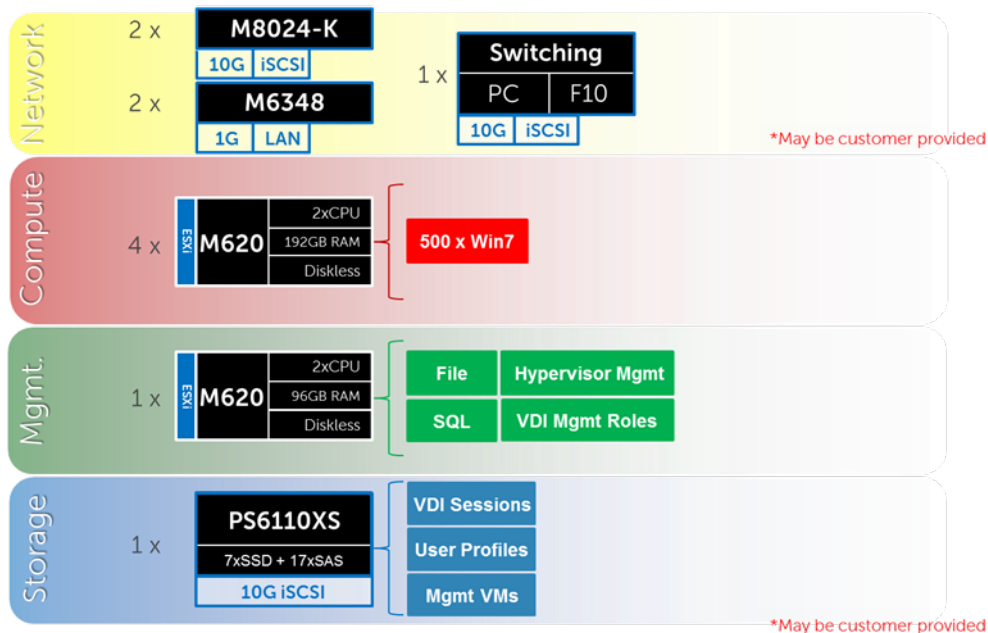 Network
2 x
M8024-K
10G iSCSI
2 x
M6348
1G LAN
1 x
Switching
PC F10
10G iSCSI
*May be customer provided
Compute
4 x
ESXi
M620
2xCPU
192GB RAM
Diskless
500 x Win7
Mgmt.
1 x
ESXi
M620
2xCPU
96GB RAM
Diskless
File
Hypervisor Mgmt
SQL
VDI Mgmt Roles
Storage
1 x
PS6110XS
7xSSD + 17xSAS
10G iSCSI
VDI Sessions
User Profiles
Mgmt VMs
*May be customer provided